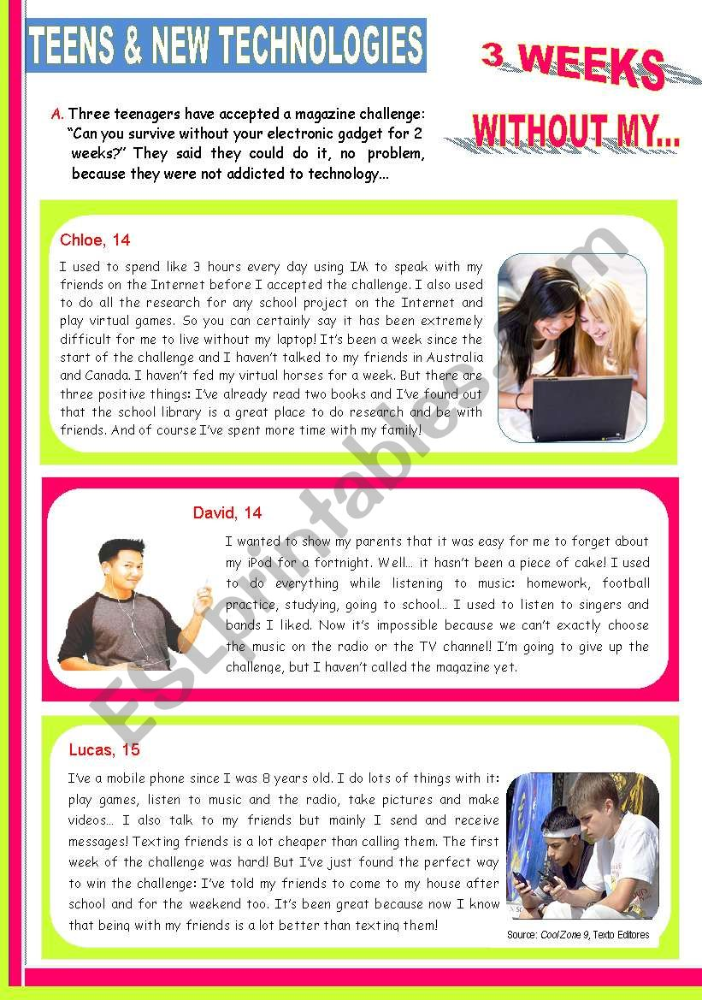 TEENS & NEW TECHNOLOGIES
3 WEEKS
WITHOUT MY...
A. Three teenagers have accepted a magazine challenge:
“Can you survive without your electronic gadget for 2
weeks?” They said they could do it, no problem,
because they were not addicted to technology...
Chloe, 14
I used to spend like 3 hours every day using IM to speak with my
friends on the Internet before I accepted the challenge. I also used
to do all the research for any school project on the Internet and
play virtual games. So you can certainly say it has been extremely
difficult for me to live without my laptop! It’s been a week since the
start of the challenge and I haven’t talked to my friends in Australia
and Canada. I haven’t fed my virtual horses for a week. But there are
three positive things: I’ve already read two books and I’ve found out
that the school library is a great place to do research and be with
friends. And of course I’ve spent more time with my family!
David, 14
I wanted to show my parents that it was easy for me to forget about
my iPod for a fortnight. Well... it hasn’t been a piece of cake! I used
to do everything while listening to music: homework, football
practice, studying, going to school... I used to listen to singers and
bands I liked. Now it’s impossible because we can’t exactly choose
the music on the radio or the TV channel! I’m going to give up the
challenge, but I haven’t called the magazine yet.
Lucas, 15
I’ve a mobile phone since I was 8 years old. I do lots of things with it:
play games, listen to music and the radio, take pictures and make
videos... I also talk to my friends but mainly I send and receive
messages! Texting friends is a lot cheaper than calling them. The first
week of the challenge was hard! But I’ve just found the perfect way
to win the challenge: I’ve told my friends to come to my house after
school and for the weekend too. It’s been great because now I know
that being with my friends is a lot better than texting them!
Source: CoolZone 9, Texto Editores
ESLprintables.com